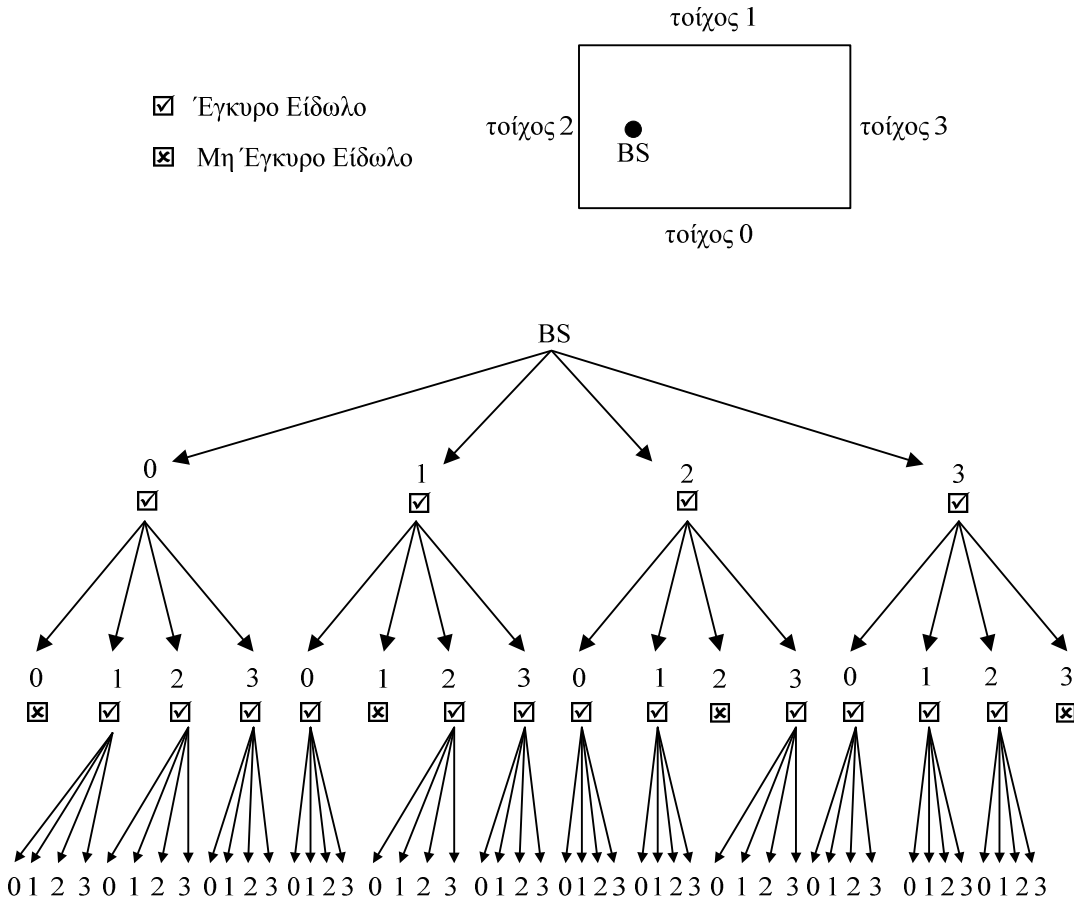 τοίχος 1
Έγκυρο Είδωλο
τοίχος 2
τοίχος 3
BS
Μη Έγκυρο Είδωλο
τοίχος 0
BS
0 1 2 3
0 1 2 3 0 1 2 3 0 1 2 3 0 1 2 3
0 1 2 3 0 1 2 3 0 1 2 3 0 1 2 3 0 1 2 3 0 1 2 3 0 1 2 3 0 1 2 3 0 1 2 3 0 1 2 3 0 1 2 3 0 1 2 3